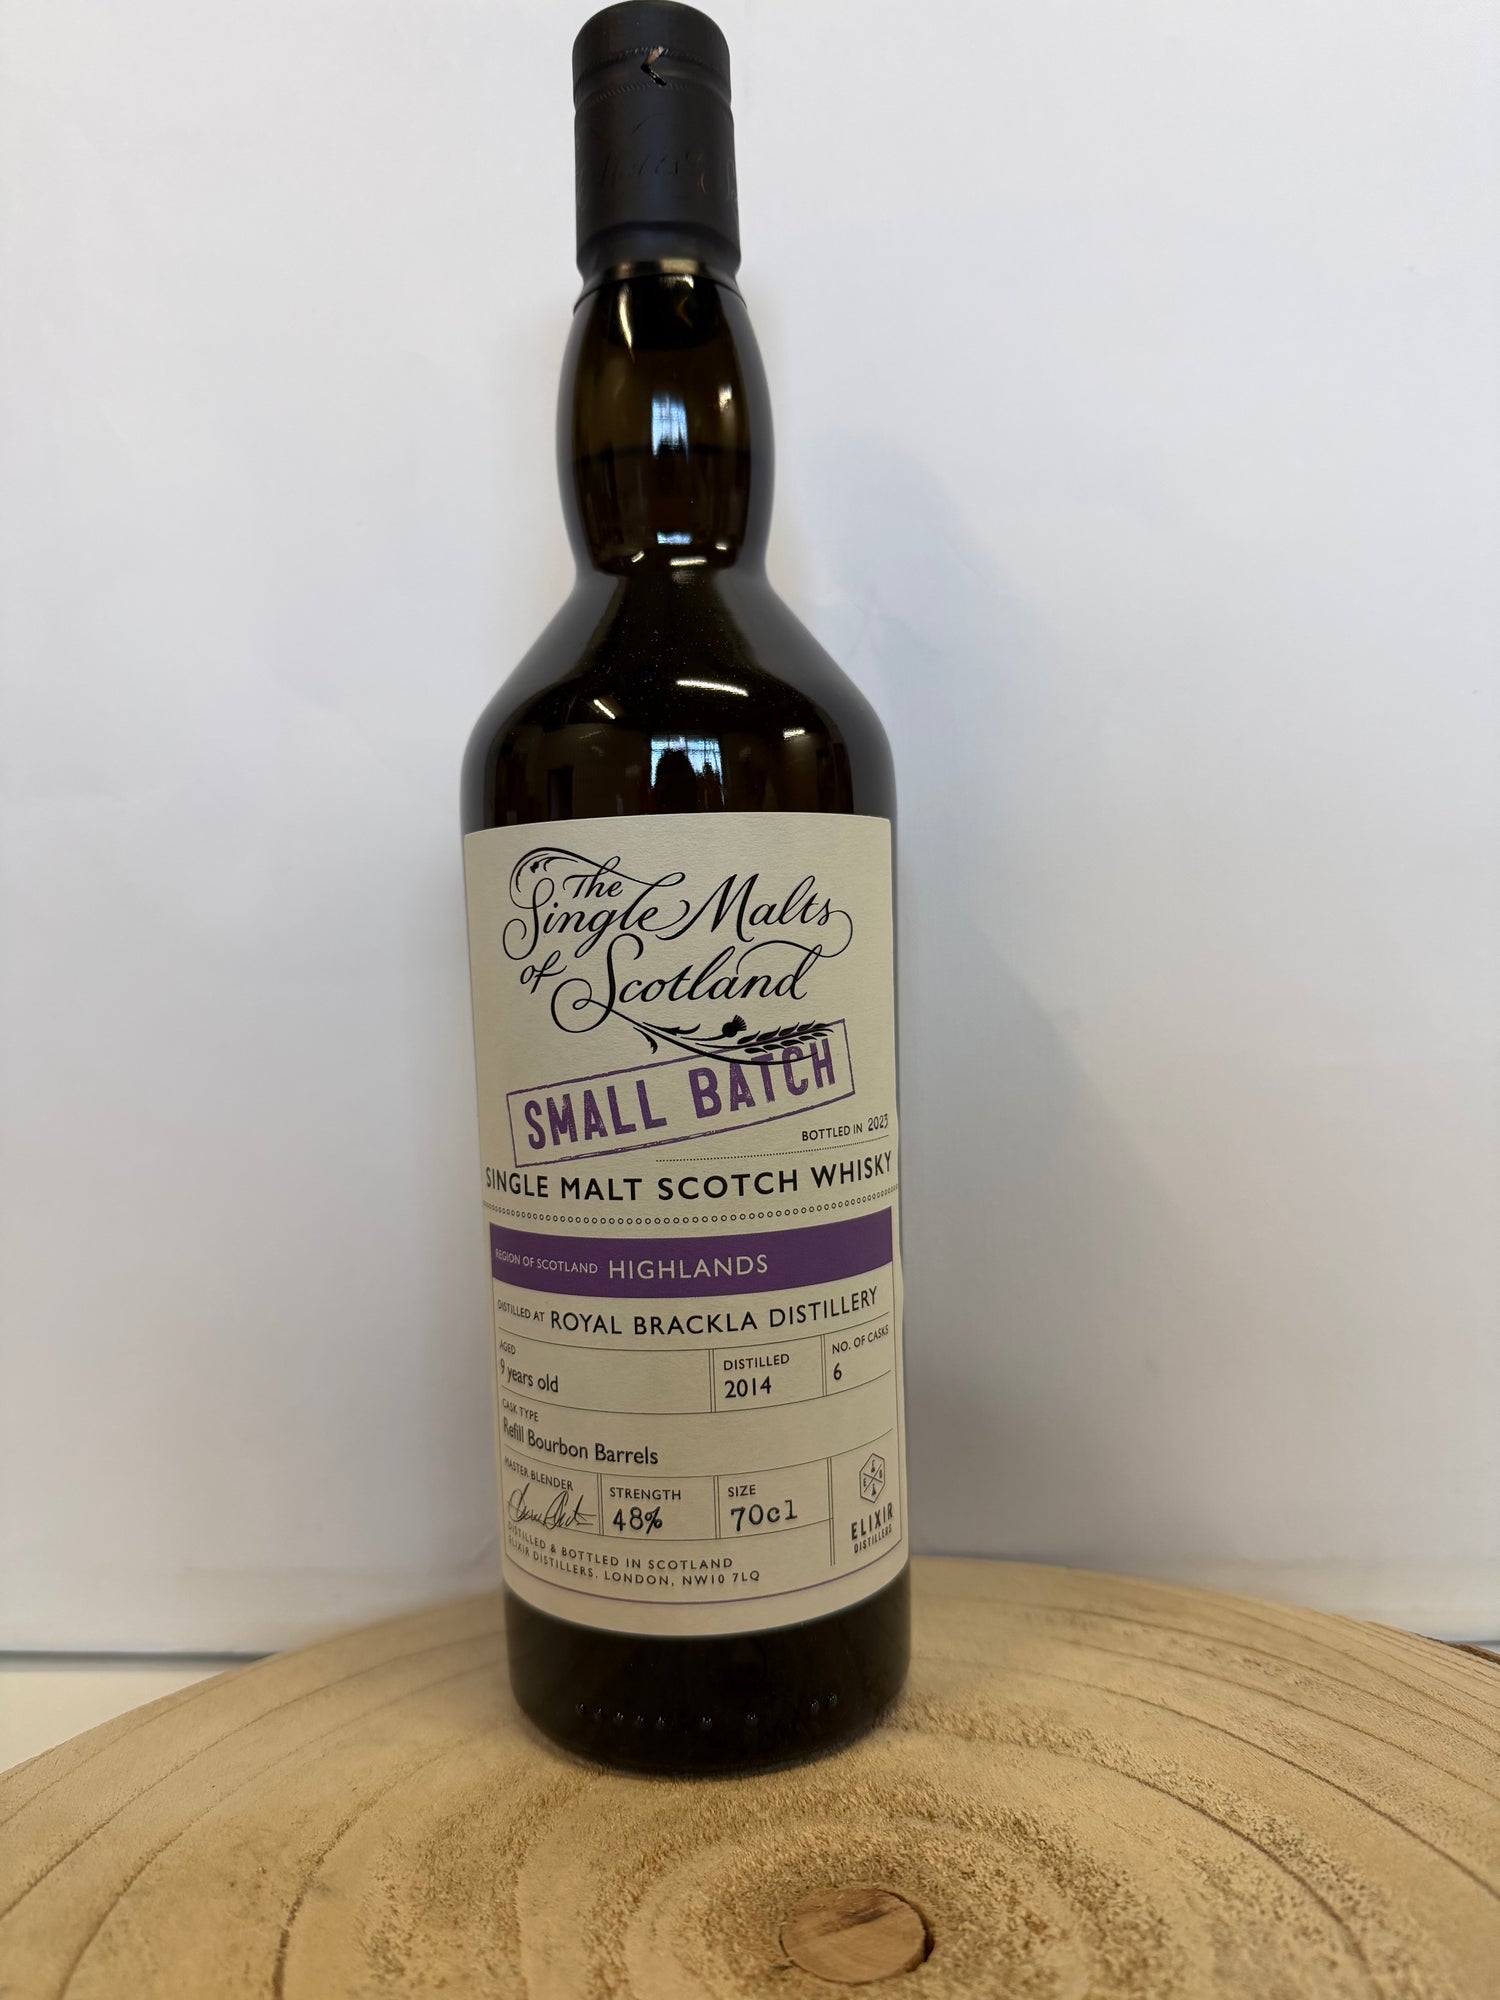 The
Single Malts
of Scotland
SMALL BATCH
BOTTLED IN 2023
SINGLE MALT SCOTCH WHISKY
REGION OF SCOTLAND HIGHLANDS
DISTILLED AT ROYAL BRACKLA DISTILLERY
AGED
9 years old
DISTILLED
2014
NO. OF CASKS
6
CASK TYPE
Refill Bourbon Barrels
MASTER BLENDER
STRENGTH
48%
SIZE
70cl
ELIXIR
DISTILLERS
DISTILLED & BOTTLED IN SCOTLAND
ELIXIR DISTILLERS. LONDON, NW10 7LQ